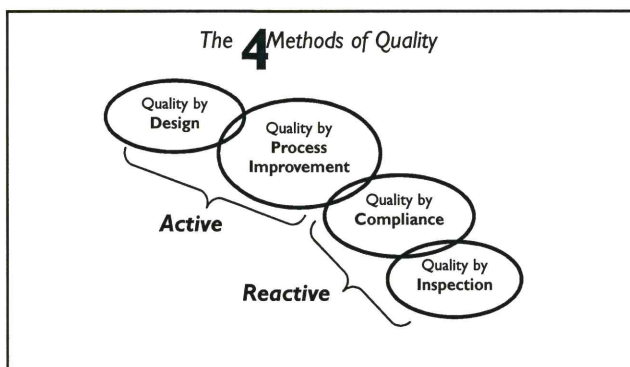 The 4 Methods of Quality
Quality by
Design
Quality by
Process
Improvement
Active
Quality by
Compliance
Quality by
Inspection
Reactive